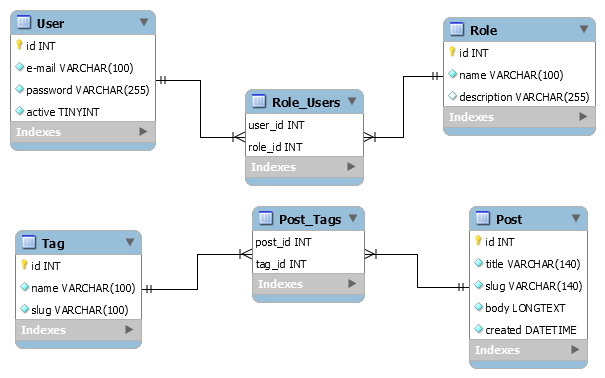 User
id INT
e-mail VARCHAR(100)
password VARCHAR(255)
active TINYINT
Indexes
Role
id INT
name VARCHAR(100)
description VARCHAR(255)
Indexes
Role_Users
user_id INT
role_id INT
Indexes
Tag
id INT
name VARCHAR(100)
slug VARCHAR(100)
Indexes
Post_Tags
post_id INT
tag_id INT
Indexes
Post
id INT
title VARCHAR(140)
slug VARCHAR(140)
body LONGTEXT
created DATETIME
Indexes